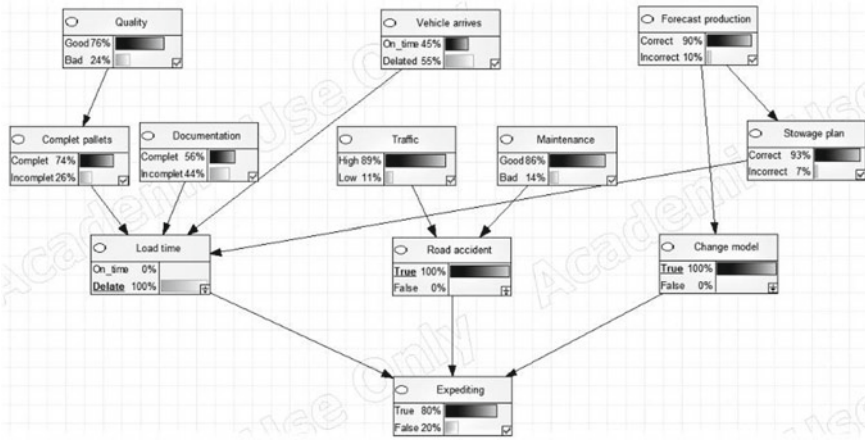 Quality
Good 76%
Bad 24%
Vehicle arrives
On_time 45%
Delated 55%
Forecast production
Correct 90%
Incorrect 10%
Complet pallets
Complet 74%
Incomplet 26%
Documentation
Complet 56%
Incomplet 44%
Traffic
High 89%
Low 11%
Maintenance
Good 86%
Bad 14%
Stowage plan
Correct 93%
Incorrect 7%
Load time
On_time 0%
Delate 100%
Road accident
True 100%
False 0%
Change model
True 100%
False 0%
Expediting
True 80%
False 20%
Academic Use Only